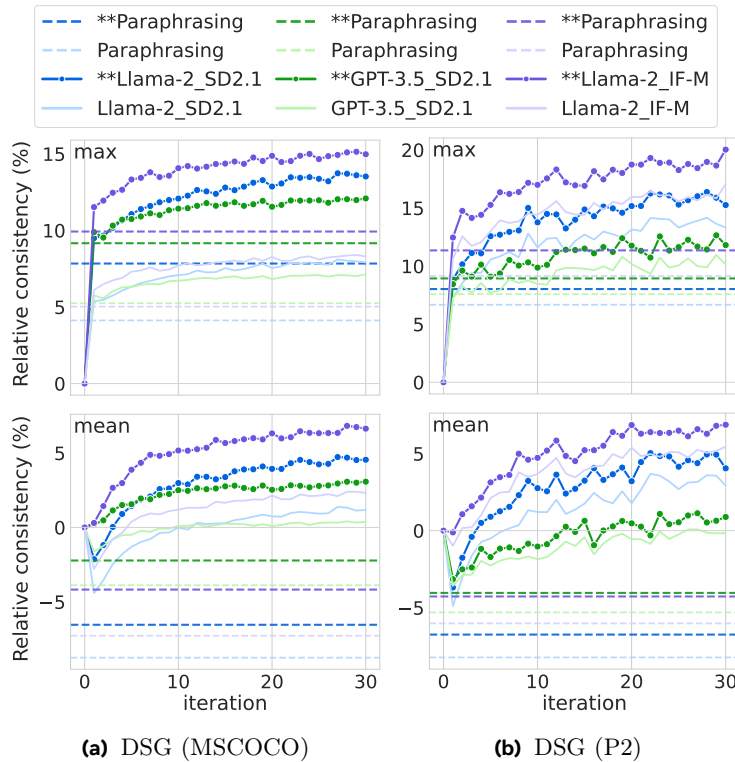 **Paraphrasing **Paraphrasing **Paraphrasing
Paraphrasing Paraphrasing Paraphrasing
**Llama-2_SD2.1 **GPT-3.5_SD2.1 **Llama-2_IF-M
Llama-2_SD2.1 GPT-3.5_SD2.1 Llama-2_IF-M
max
Relative consistency (%)
15
10
5
0
max
20
15
10
5
0
mean
Relative consistency (%)
5
0
−5
0 10 20 30
iteration
mean
5
0
−5
0 10 20 30
iteration
(a) DSG (MSCOCO)
(b) DSG (P2)